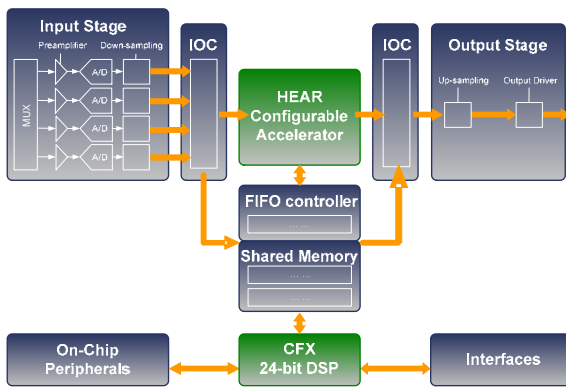 Input Stage
Preamplifier
Down-sampling
MUX
A/D
A/D
A/D
A/D
IOC
HEAR
Configurable
Accelerator
IOC
Output Stage
Up-sampling
Output Driver
FIFO controller
... ...
Shared Memory
... ...
... ...
On-Chip
Peripherals
CFX
24-bit DSP
Interfaces